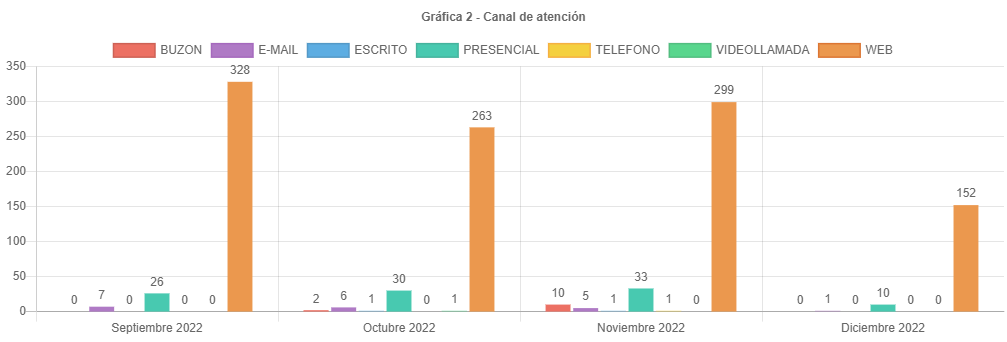 Gráfica 2 - Canal de atención
BUZON E-MAIL ESCRITO PRESENCIAL TELEFONO VIDEOLLAMADA WEB
350
300
250
200
150
100
50
0
0 7 0 26 0 0 328
2 6 1 30 0 1 263
10 5 1 33 1 0 299
0 1 0 10 0 0 152
Septiembre 2022 Octubre 2022 Noviembre 2022 Diciembre 2022